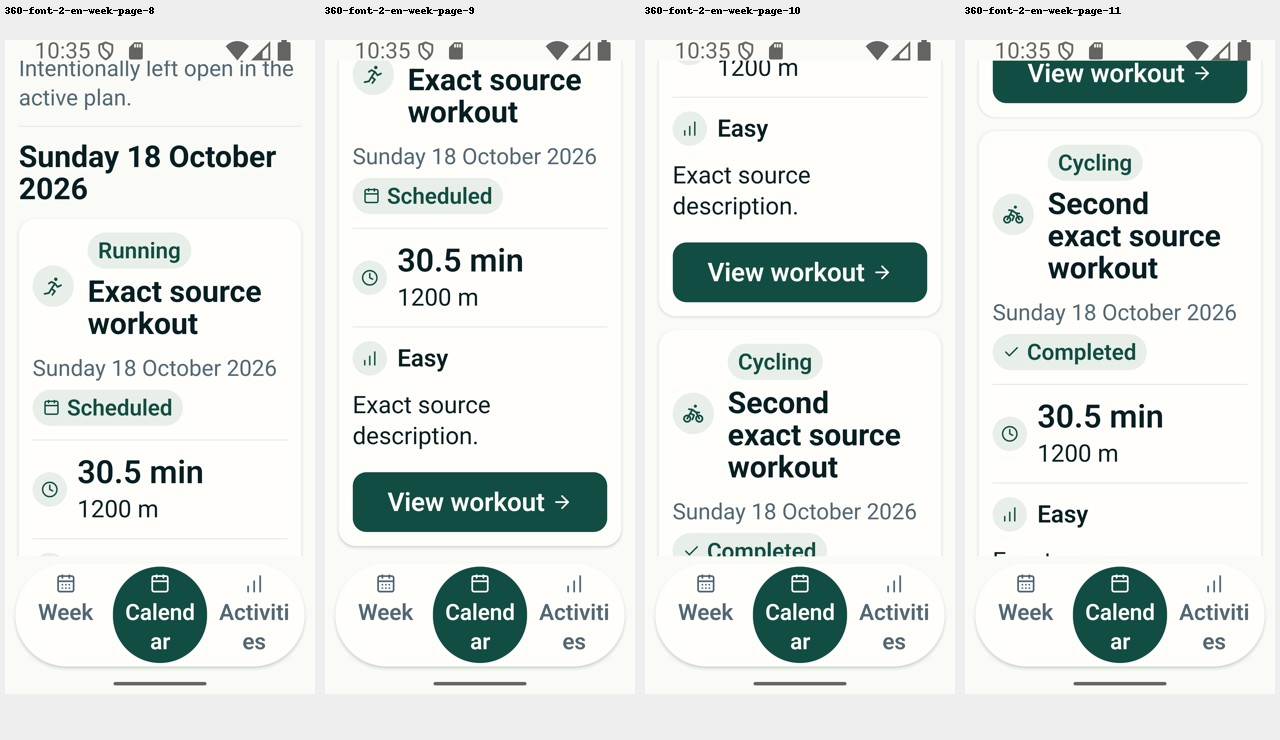 360-font-2-en-week-page-8
10:35
Intentionally left open in the
active plan.
Sunday 18 October
2026
Running
Exact source
workout
Sunday 18 October 2026
Scheduled
30.5 min
1200 m
Week
Calend
ar
Activiti
es
360-font-2-en-week-page-9
10:35
Exact source
workout
Sunday 18 October 2026
Scheduled
30.5 min
1200 m
Easy
Exact source
description.
View workout →
Week
Calend
ar
Activiti
es
360-font-2-en-week-page-10
10:35
1200 m
Easy
Exact source
description.
View workout →
Cycling
Second
exact source
workout
Sunday 18 October 2026
Completed
Week
Calend
ar
Activiti
es
360-font-2-en-week-page-11
10:35
View workout →
Cycling
Second
exact source
workout
Sunday 18 October 2026
Completed
30.5 min
1200 m
Easy
Week
Calend
ar
Activiti
es